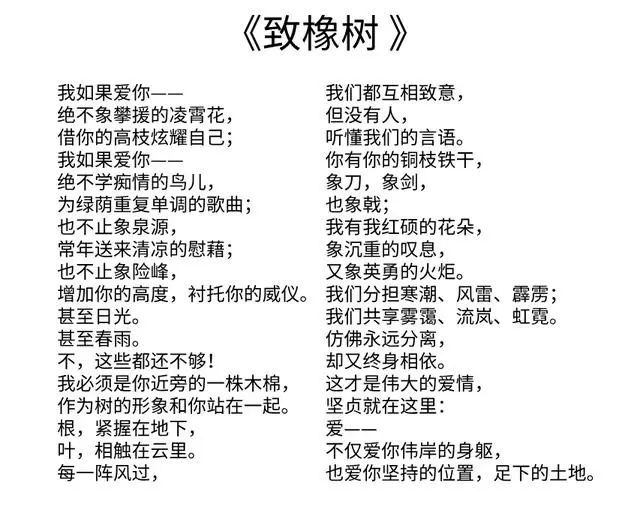 《致橡树 》
我如果爱你——
绝不象攀援的凌霄花，
借你的高枝炫耀自己；
我如果爱你——
绝不学痴情的鸟儿，
为绿荫重复单调的歌曲；
也不止象泉源，
常年送来清凉的慰藉；
也不止象险峰，
增加你的高度，衬托你的威仪。
甚至日光。
甚至春雨。
不，这些都还不够！
我必须是你近旁的一株木棉，
作为树的形象和你站在一起。
根，紧握在地下，
叶，相触在云里。
每一阵风过，
我们都互相致意，
但没有人，
听懂我们的言语。
你有你的铜枝铁干，
象刀，象剑，
也象戟；
我有我红硕的花朵，
象沉重的叹息，
又象英勇的火炬。
我们分担寒潮、风雷、霹雳；
我们共享雾霭、流岚、虹霓。
仿佛永远分离，
却又终身相依。
这才是伟大的爱情，
坚贞就在这里：
爱——
不仅爱你伟岸的身躯，
也爱你坚持的位置，足下的土地。